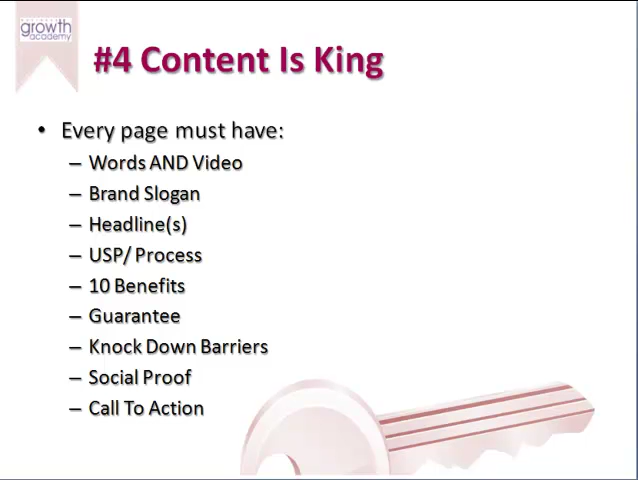 growth
academy
#4 Content Is King
• Every page must have:
– Words AND Video
– Brand Slogan
– Headline(s)
– USP/ Process
– 10 Benefits
– Guarantee
– Knock Down Barriers
– Social Proof
– Call To Action